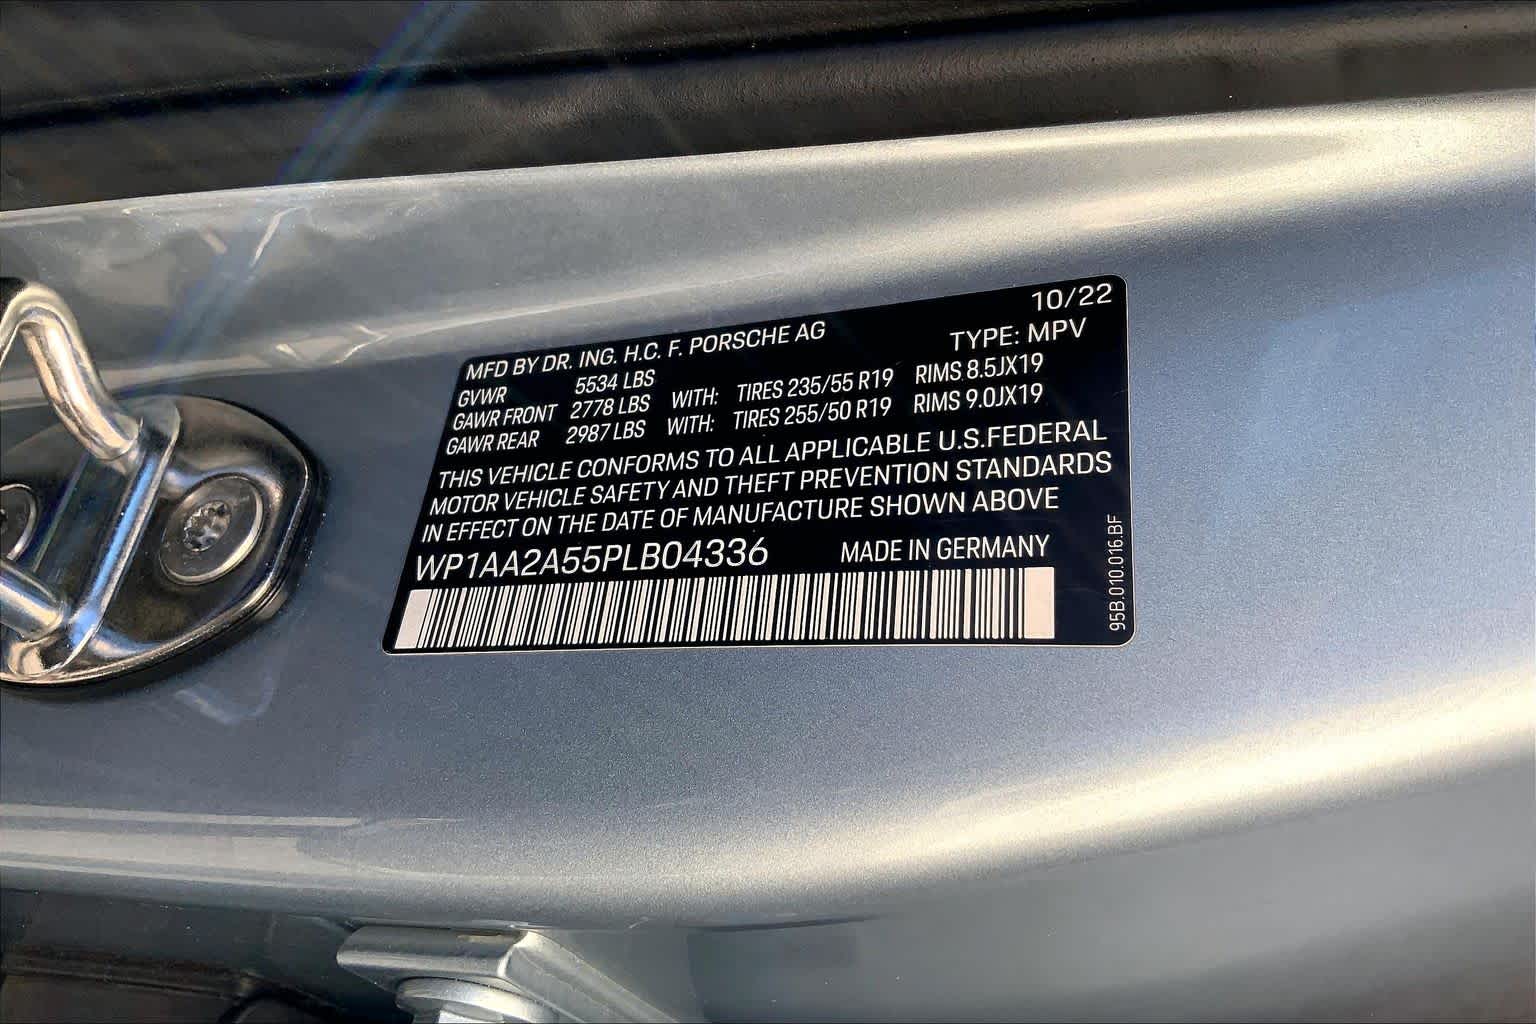 10/22
MFD BY DR. ING. H.C. F. PORSCHE AG TYPE: MPV
GVWR 5534 LBS
GAWR FRONT 2778 LBS WITH: TIRES 235/55 R19 RIMS 8.5JX19
GAWR REAR 2987 LBS WITH: TIRES 255/50 R19 RIMS 9.0JX19
THIS VEHICLE CONFORMS TO ALL APPLICABLE U.S.FEDERAL
MOTOR VEHICLE SAFETY AND THEFT PREVENTION STANDARDS
IN EFFECT ON THE DATE OF MANUFACTURE SHOWN ABOVE
WP1AA2A55PLB04336 MADE IN GERMANY
95B.010.016.BF